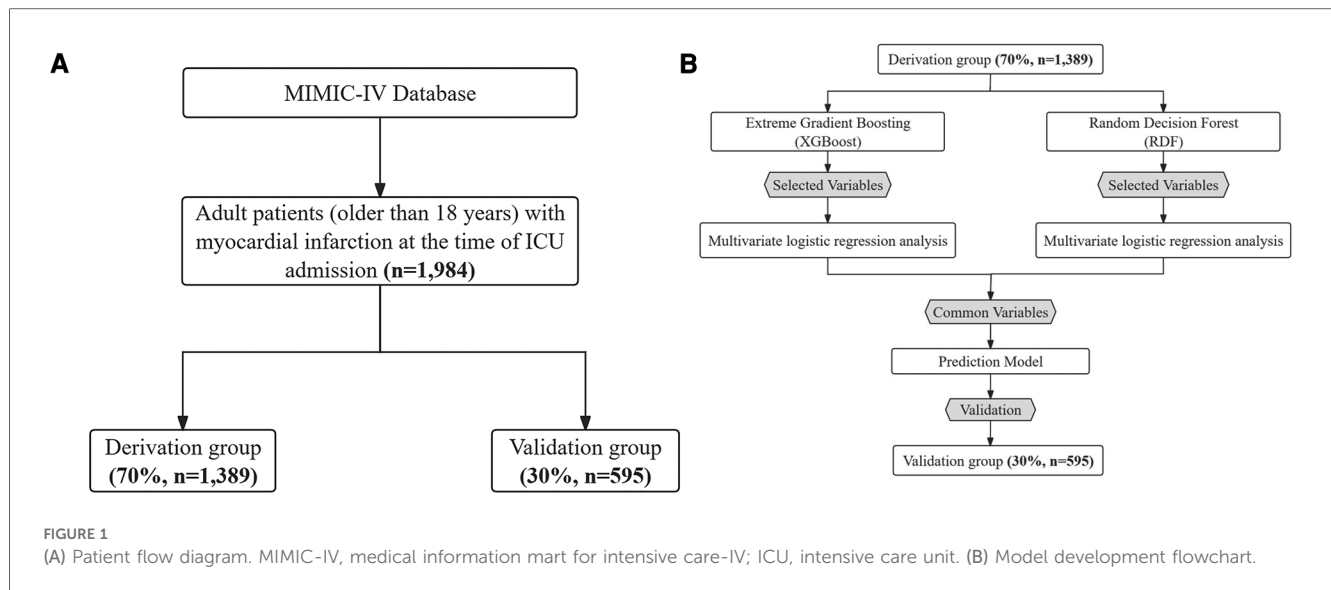 A
MIMIC-IV Database
Adult patients (older than 18 years) with
myocardial infarction at the time of ICU
admission (n=1,984)
Derivation group
(70%, n=1,389)
Validation group
(30%, n=595)
B
Derivation group (70%, n=1,389)
Extreme Gradient Boosting
(XGBoost)
Random Decision Forest
(RDF)
Selected Variables
Selected Variables
Multivariate logistic regression analysis
Multivariate logistic regression analysis
Common Variables
Prediction Model
Validation
Validation group (30%, n=595)
FIGURE 1
(A) Patient flow diagram. MIMIC-IV, medical information mart for intensive care-IV; ICU, intensive care unit. (B) Model development flowchart.